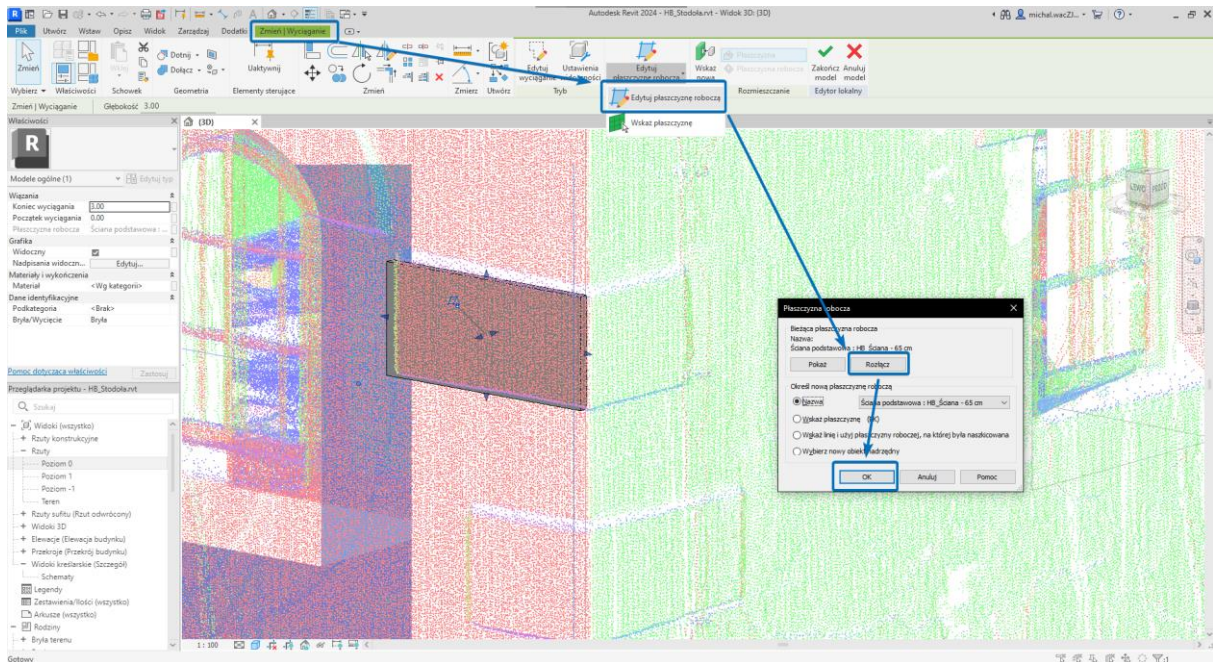 Autodesk Revit 2024 - HB_Stodoła.rvt - Widok 3D: {3D}
michal.waczZJ...
Plik Utwórz Wstaw Opisz Widok Zarządzaj Dodatki Zmień | Wyciąganie
Zmień
Dotnij
Dołącz
Uaktywnij
Edytuj wyciąganie
Ustawienia widoczności
Edytuj płaszczyznę roboczą
Wskaż nową
Płaszczyzna
Płaszczyzna robocza
Zakończ model
Anuluj model
Wybierz Właściwości Schowek Geometria Elementy sterujące Zmień Zmierz Utwórz Tryb Rozmieszczanie Edytor lokalny
Edytuj płaszczyznę roboczą
Wskaż płaszczyznę
Zmień | Wyciąganie Głębokość 3.00
Właściwości
{3D}
R
Modele ogólne (1) Edytuj typ
Wiązania
Koniec wyciągania 3.00
Początek wyciągania 0.00
Płaszczyzna robocza Ściana podstawowa : ...
Grafika
Widoczny
Nadpisania widoczn... Edytuj...
Materiały i wykończenia
Materiał <Wg kategorii>
Dane identyfikacyjne
Podkategoria <Brak>
Bryła/Wycięcie Bryła
Pomoc dotycząca właściwości Zastosuj
Przeglądarka projektu - HB_Stodoła.rvt
Szukaj
Widoki (wszystko)
Rzuty konstrukcyjne
Rzuty
Poziom 0
Poziom 1
Poziom -1
Teren
Rzuty sufitu (Rzut odwrócony)
Widoki 3D
Elewacje (Elewacja budynku)
Przekroje (Przekrój budynku)
Widoki kreślarskie (Szczegół)
Schematy
Legendy
Zestawienia/Ilości (wszystko)
Arkusze (wszystko)
Rodziny
Bryła terenu
LEWO PRZÓD
Płaszczyzna robocza
Bieżąca płaszczyzna robocza
Nazwa:
Ściana podstawowa : HB_Ściana - 65 cm
Pokaż Rozłącz
Określ nową płaszczyznę roboczą
Nazwa Ściana podstawowa : HB_Ściana - 65 cm
Wskaż płaszczyznę
Wskaż linię i użyj płaszczyzny roboczej, na której była naszkicowana
Wybierz nowy obiekt nadrzędny
OK Anuluj Pomoc
1 : 100
Gotowy